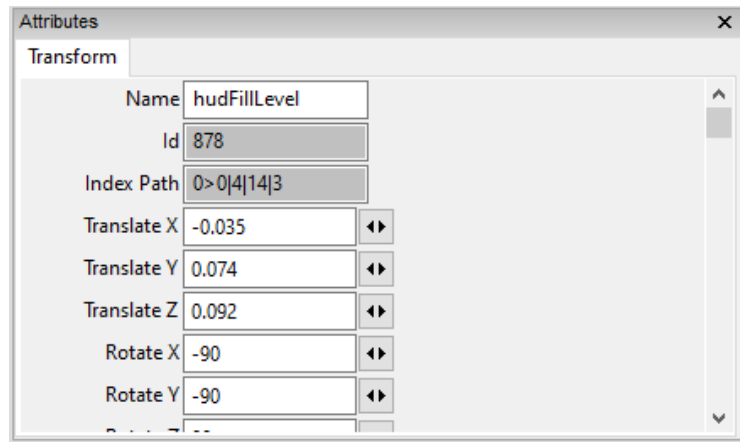 Attributes
Transform
Name hudFillLevel
Id 878
Index Path 0>0|4|14|3
Translate X -0.035
Translate Y 0.074
Translate Z 0.092
Rotate X -90
Rotate Y -90